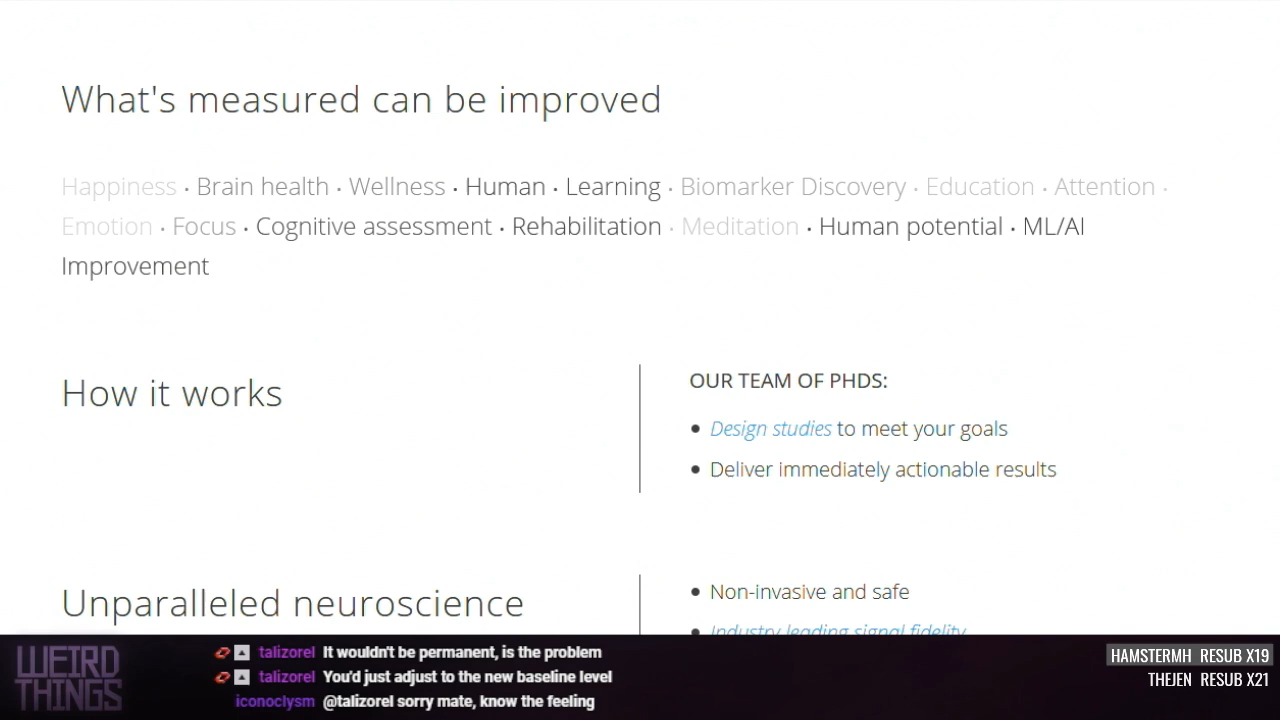 What's measured can be improved
Happiness · Brain health · Wellness · Human · Learning · Biomarker Discovery · Education · Attention ·
Emotion · Focus · Cognitive assessment · Rehabilitation · Meditation · Human potential · ML/AI
Improvement
How it works
OUR TEAM OF PHDS:
• Design studies to meet your goals
• Deliver immediately actionable results
Unparalleled neuroscience
• Non-invasive and safe
• Industry leading signal fidelity
WEIRD
THINGS
talizorel It wouldn't be permanent, is the problem
talizorel You'd just adjust to the new baseline level
iconoclysm @talizorel sorry mate, know the feeling
HAMSTERMH RESUB X19
THEJEN RESUB X21